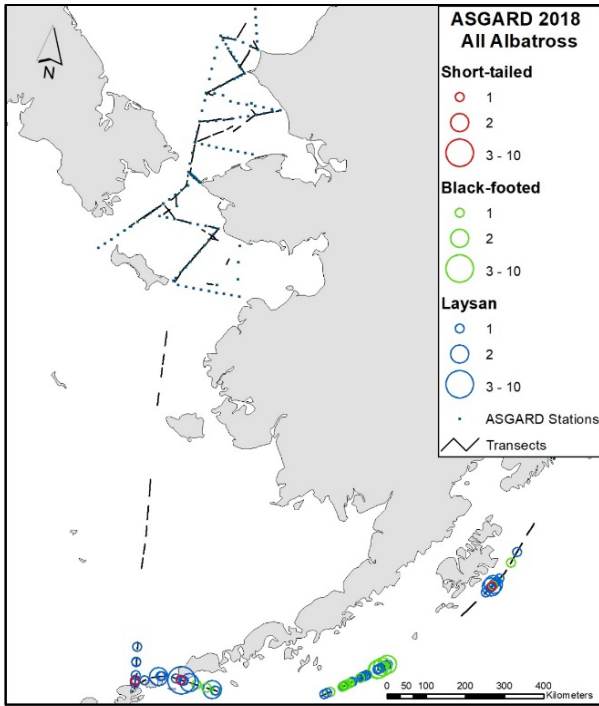 N
ASGARD 2018
All Albatross
Short-tailed
1
2
3 - 10
Black-footed
1
2
3 - 10
Laysan
1
2
3 - 10
ASGARD Stations
Transects
0 50 100 200 300 400
Kilometers